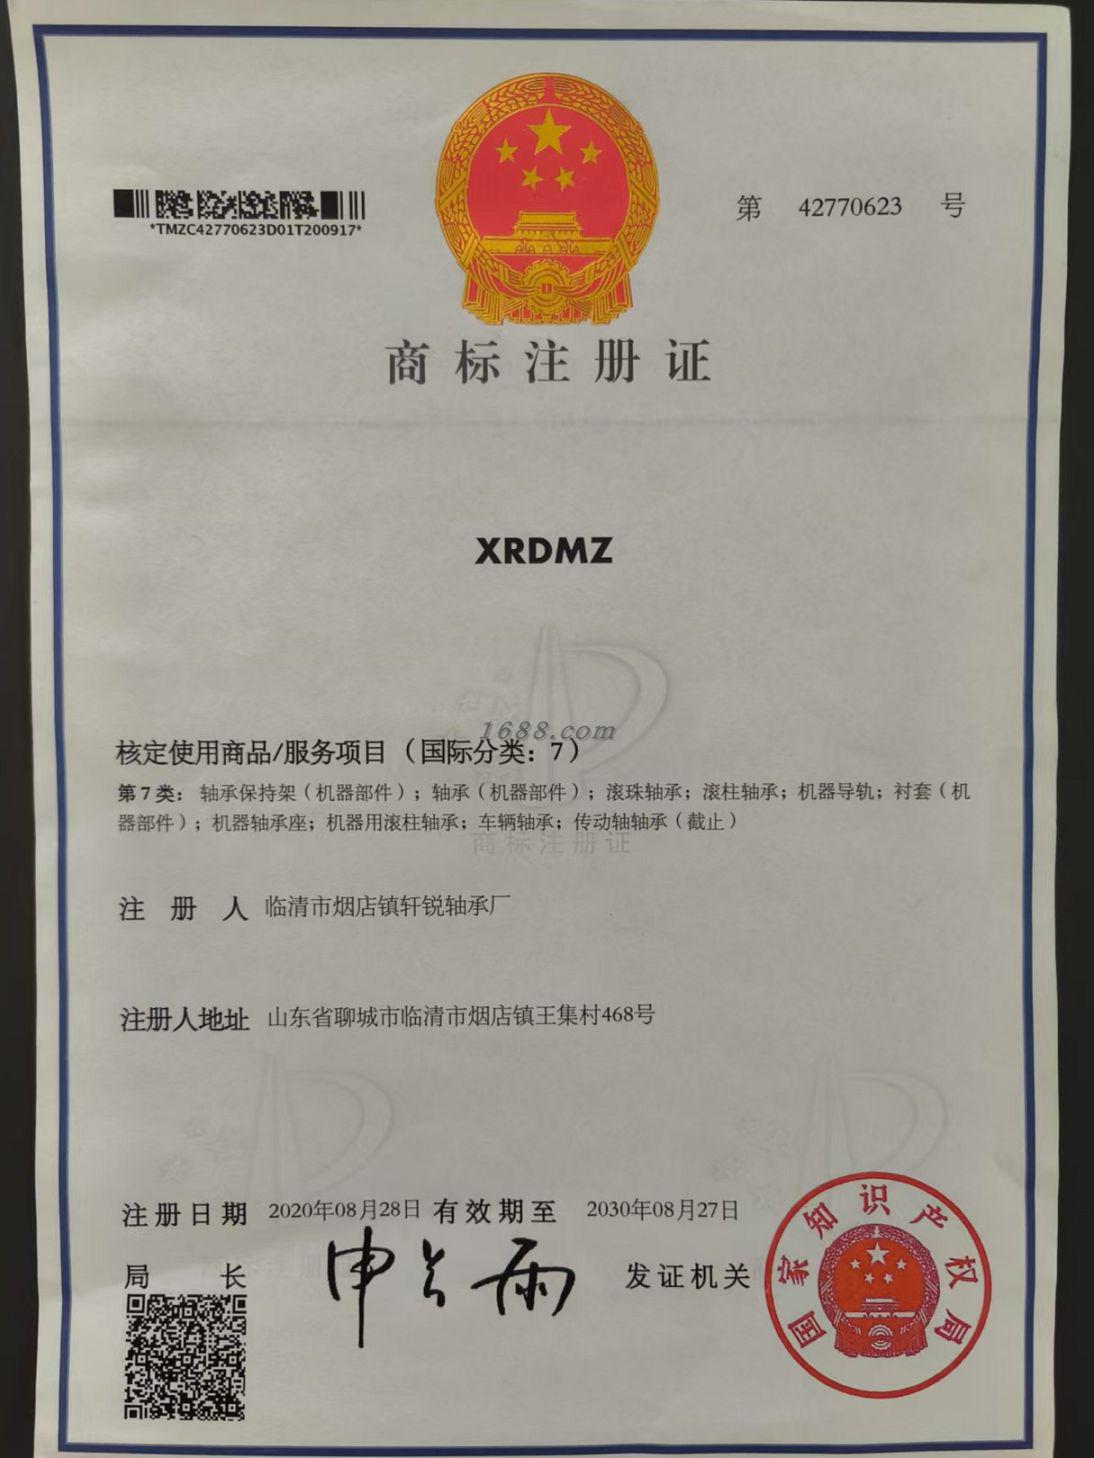 第 42770623 号
*TMZC42770623D01T200917*
商标注册证
XRDMZ
1688.com
核定使用商品/服务项目（国际分类：7）
第7类：轴承保持架（机器部件）；轴承（机器部件）；滚珠轴承；滚柱轴承；机器导轨；衬套（机
器部件）；机器轴承座；机器用滚柱轴承；车辆轴承；传动轴轴承（截止）
商标注册证
注册人 临清市烟店镇轩锐轴承厂
注册人地址 山东省聊城市临清市烟店镇王集村468号
注册日期 2020年08月28日 有效期至 2030年08月27日
局长 申长雨 发证机关
国家知识产权局